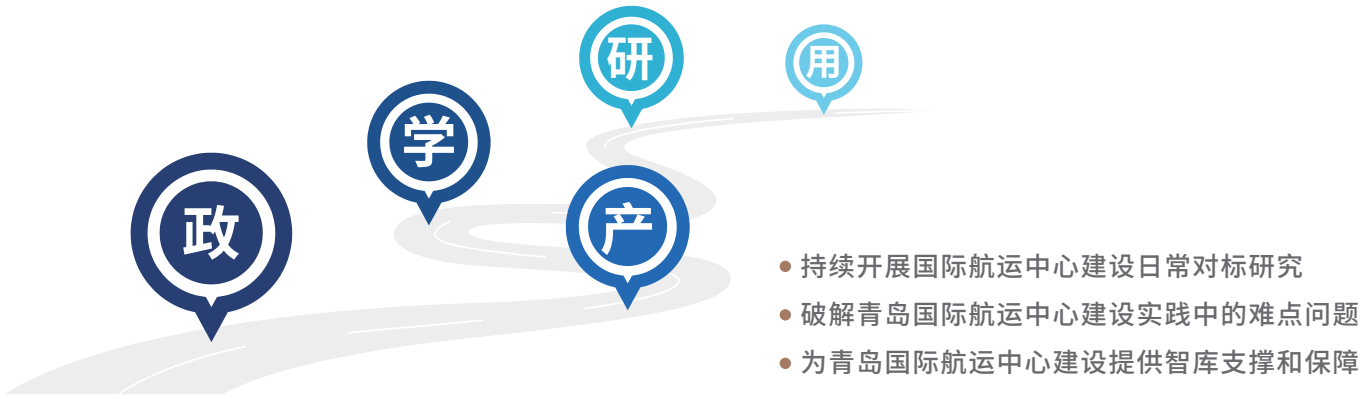 政
学
产
研
用
持续开展国际航运中心建设日常对标研究
破解青岛国际航运中心建设实践中的难点问题
为青岛国际航运中心建设提供智库支撑和保障